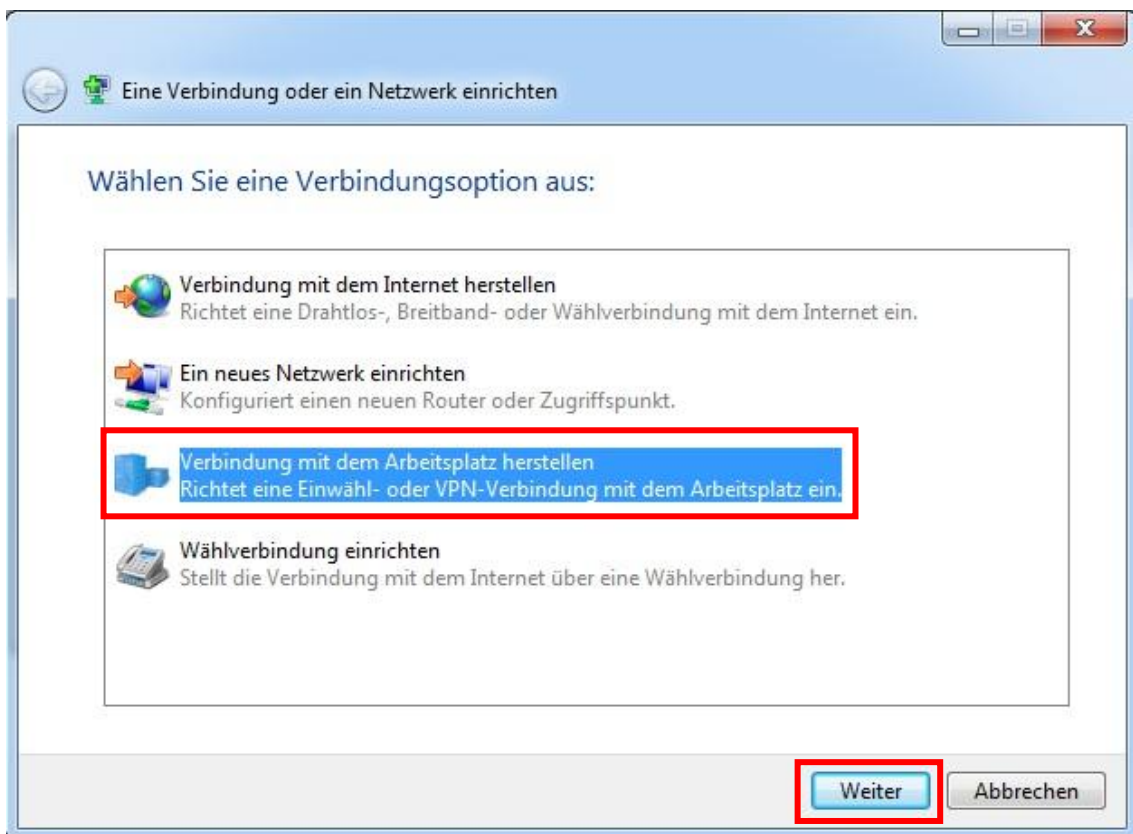 Eine Verbindung oder ein Netzwerk einrichten
Wählen Sie eine Verbindungsoption aus:
Verbindung mit dem Internet herstellen
Richtet eine Drahtlos-, Breitband- oder Wählverbindung mit dem Internet ein.
Ein neues Netzwerk einrichten
Konfiguriert einen neuen Router oder Zugriffspunkt.
Verbindung mit dem Arbeitsplatz herstellen
Richtet eine Einwähl- oder VPN-Verbindung mit dem Arbeitsplatz ein.
Wählverbindung einrichten
Stellt die Verbindung mit dem Internet über eine Wählverbindung her.
Weiter Abbrechen